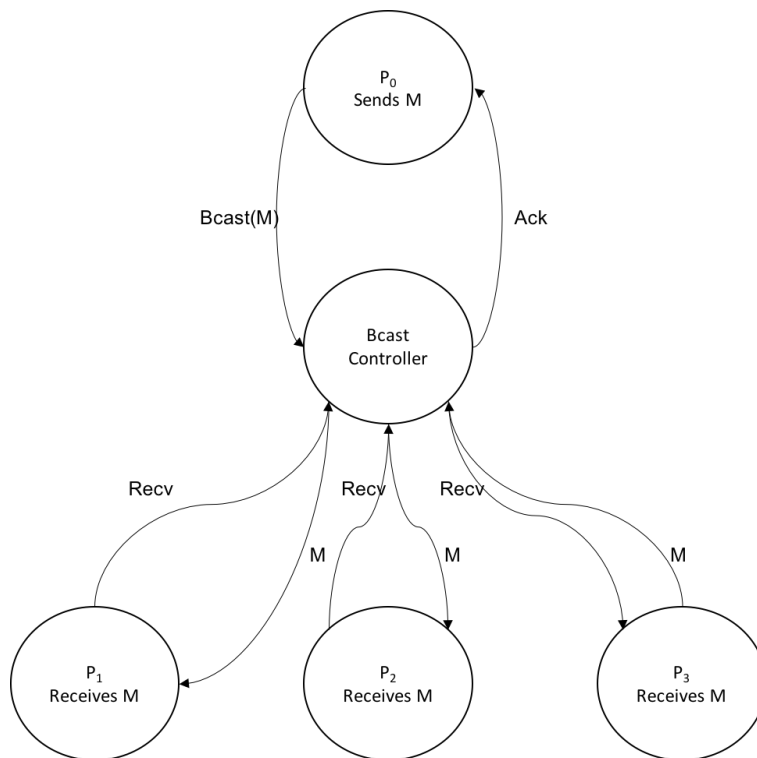 P₀
Sends M
Bcast(M)
Ack
Bcast
Controller
Recv
Recv
Recv
M
M
M
P₁
Receives M
P₂
Receives M
P₃
Receives M